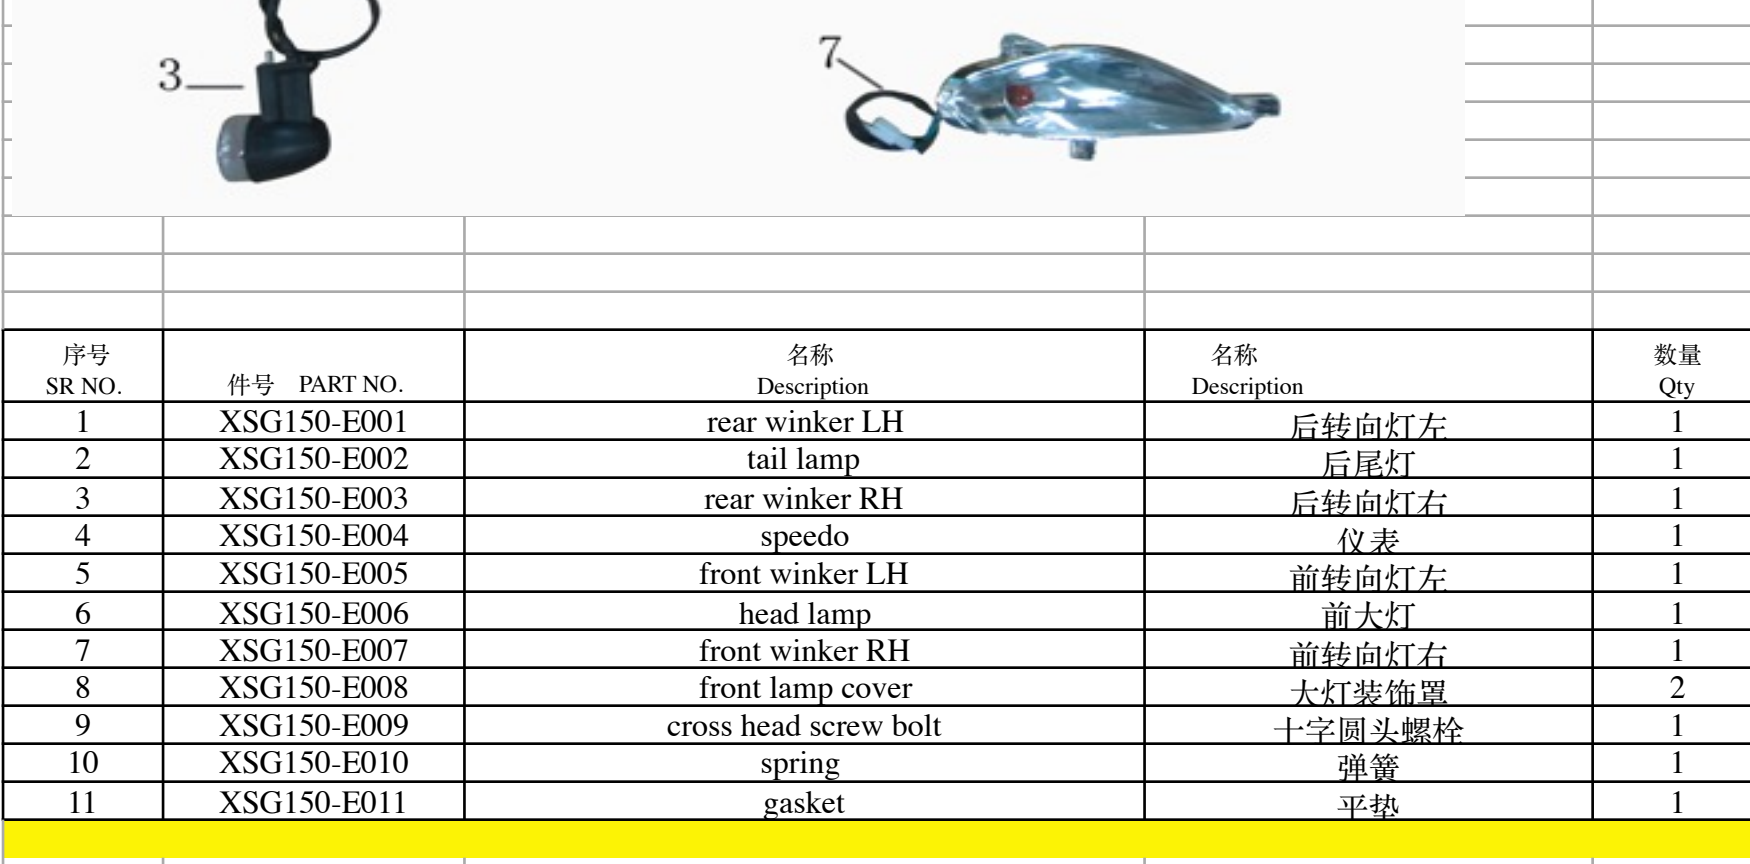 3
7
序号 件号 PART NO. 名称 名称 数量
SR NO. Description Description Qty
1 XSG150-E001 rear winker LH 后转向灯左 1
2 XSG150-E002 tail lamp 后尾灯 1
3 XSG150-E003 rear winker RH 后转向灯右 1
4 XSG150-E004 speedo 仪表 1
5 XSG150-E005 front winker LH 前转向灯左 1
6 XSG150-E006 head lamp 前大灯 1
7 XSG150-E007 front winker RH 前转向灯右 1
8 XSG150-E008 front lamp cover 大灯装饰罩 2
9 XSG150-E009 cross head screw bolt 十字圆头螺栓 1
10 XSG150-E010 spring 弹簧 1
11 XSG150-E011 gasket 平垫 1